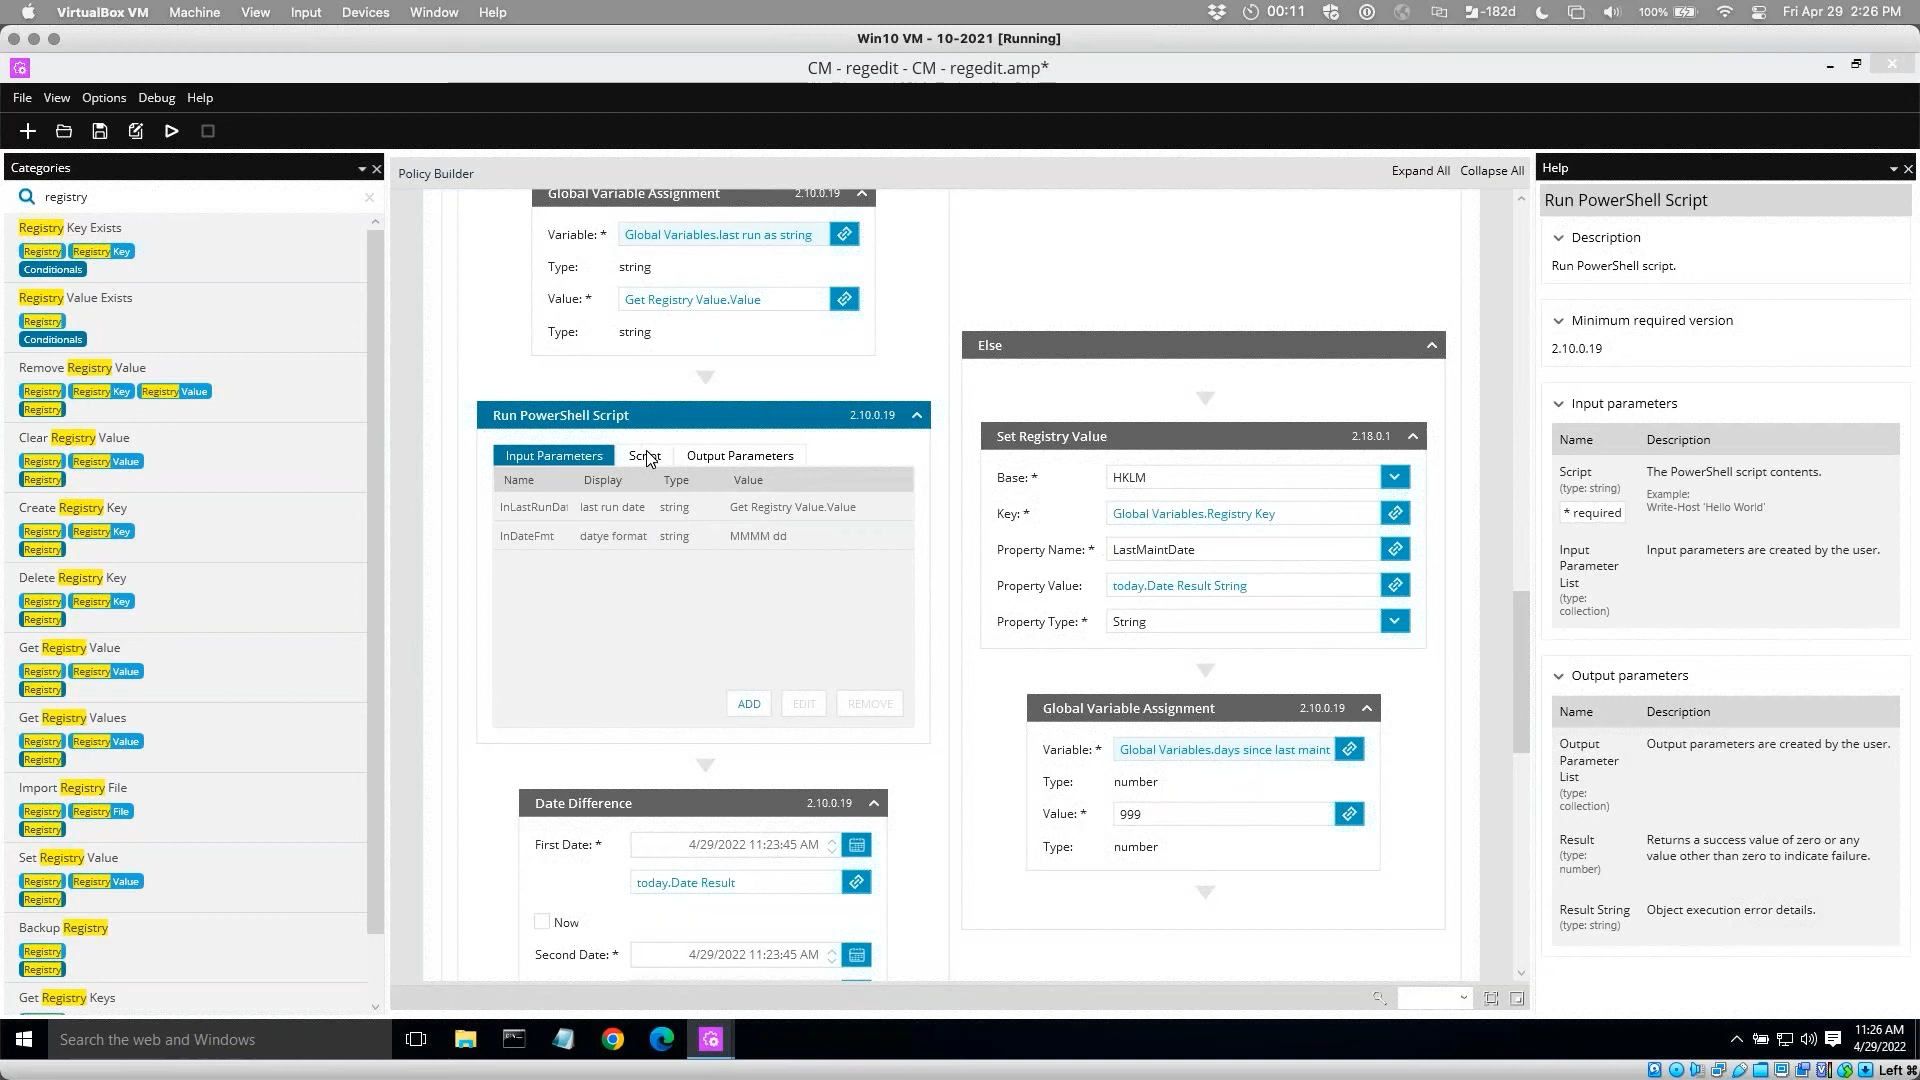 VirtualBox VM Machine View Input Devices Window Help
00:11 -182d 100% Fri Apr 29 2:26 PM
Win10 VM - 10-2021 [Running]
CM - regedit - CM - regedit.amp*
File View Options Debug Help
Categories
registry
Registry Key Exists
Registry Registry Key
Conditionals
Registry Value Exists
Registry
Conditionals
Remove Registry Value
Registry Registry Key Registry Value
Registry
Clear Registry Value
Registry Registry Value
Registry
Create Registry Key
Registry Registry Key
Registry
Delete Registry Key
Registry Registry Key
Registry
Get Registry Value
Registry Registry Value
Registry
Get Registry Values
Registry Registry Value
Registry
Import Registry File
Registry Registry File
Registry
Set Registry Value
Registry Registry Value
Registry
Backup Registry
Registry
Registry
Get Registry Keys
Policy Builder
Expand All Collapse All
Global Variable Assignment 2.10.0.19
Variable: * Global Variables.last run as string
Type: string
Value: * Get Registry Value.Value
Type: string
Run PowerShell Script 2.10.0.19
Input Parameters Script Output Parameters
Name Display Type Value
InLastRunDat last run date string Get Registry Value.Value
InDateFmt datye format string MMMM dd
ADD EDIT REMOVE
Date Difference 2.10.0.19
First Date: * 4/29/2022 11:23:45 AM
today.Date Result
Now
Second Date: * 4/29/2022 11:23:45 AM
Else
Set Registry Value 2.18.0.1
Base: * HKLM
Key: * Global Variables.Registry Key
Property Name: * LastMaintDate
Property Value: today.Date Result String
Property Type: * String
Global Variable Assignment 2.10.0.19
Variable: * Global Variables.days since last maint
Type: number
Value: * 999
Type: number
Help
Run PowerShell Script
Description
Run PowerShell script.
Minimum required version
2.10.0.19
Input parameters
Name Description
Script The PowerShell script contents.
(type: string) Example:
* required Write-Host 'Hello World'
Input Input parameters are created by the user.
Parameter
List
(type:
collection)
Output parameters
Name Description
Output Output parameters are created by the user.
Parameter
List
(type:
collection)
Result Returns a success value of zero or any
(type: value other than zero to indicate failure.
number)
Result String Object execution error details.
(type: string)
Search the web and Windows
11:26 AM
4/29/2022
Left ⌘